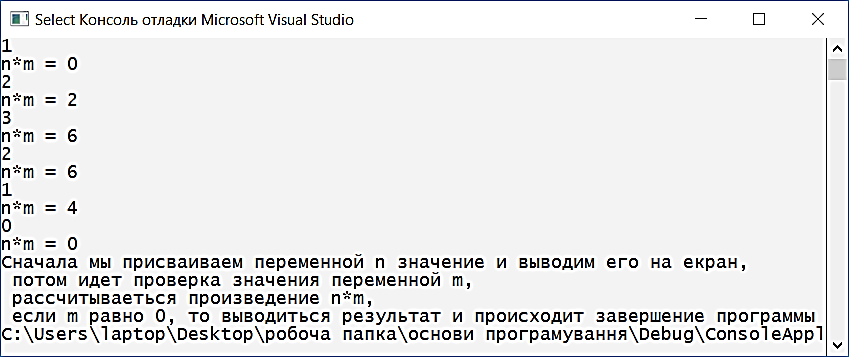 Select Консоль отладки Microsoft Visual Studio
1
n*m = 0
2
n*m = 2
3
n*m = 6
2
n*m = 6
1
n*m = 4
0
n*m = 0
Сначала мы присваиваем переменной n значение и выводим его на екран,
потом идет проверка значения переменной m,
рассчитываеться произведение n*m,
если m равно 0, то выводиться результат и происходит завершение программы
C:\Users\laptop\Desktop\робоча папка\основи програмування\Debug\ConsoleAppl